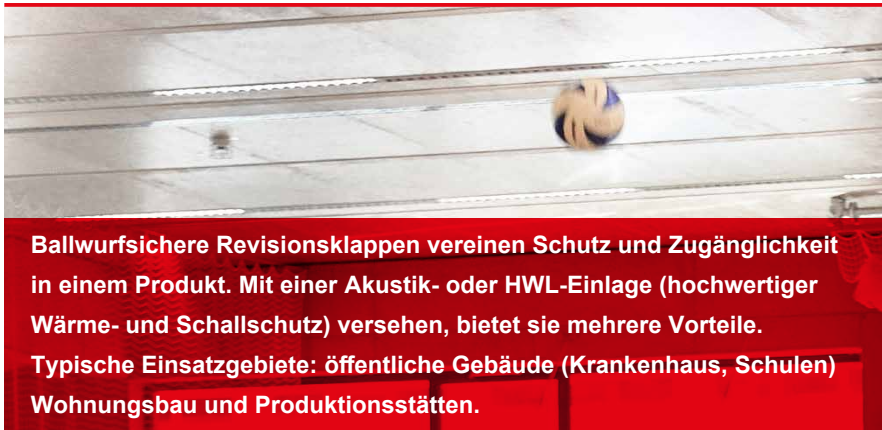 Ballwurfsichere Revisionsklappen vereinen Schutz und Zugänglichkeit
in einem Produkt. Mit einer Akustik- oder HWL-Einlage (hochwertiger
Wärme- und Schallschutz) versehen, bietet sie mehrere Vorteile.
Typische Einsatzgebiete: öffentliche Gebäude (Krankenhaus, Schulen)
Wohnungsbau und Produktionsstätten.